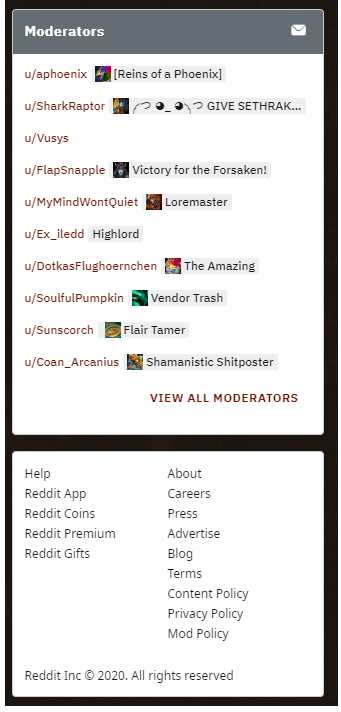 Moderators
u/aphoenix [Reins of a Phoenix]
u/SharkRaptor ༼つ ◕_ ◕༽つ GIVE SETHRAK...
u/Vusys
u/FlapSnapple Victory for the Forsaken!
u/MyMindWontQuiet Loremaster
u/Ex_iledd Highlord
u/DotkasFlughoernchen The Amazing
u/SoulfulPumpkin Vendor Trash
u/Sunscorch Flair Tamer
u/Coan_Arcanius Shamanistic Shitposter
VIEW ALL MODERATORS
Help
Reddit App
Reddit Coins
Reddit Premium
Reddit Gifts
About
Careers
Press
Advertise
Blog
Terms
Content Policy
Privacy Policy
Mod Policy
Reddit Inc © 2020. All rights reserved